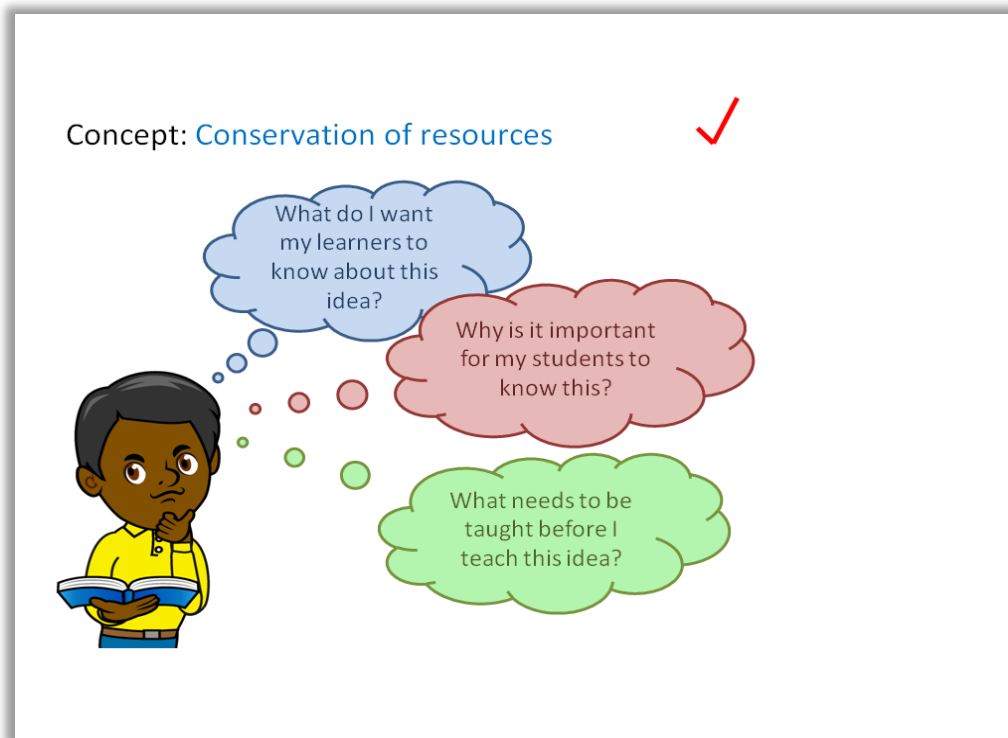 Concept: Conservation of resources
What do I want
my learners to
know about this
idea?
Why is it important
for my students to
know this?
What needs to be
taught before I
teach this idea?